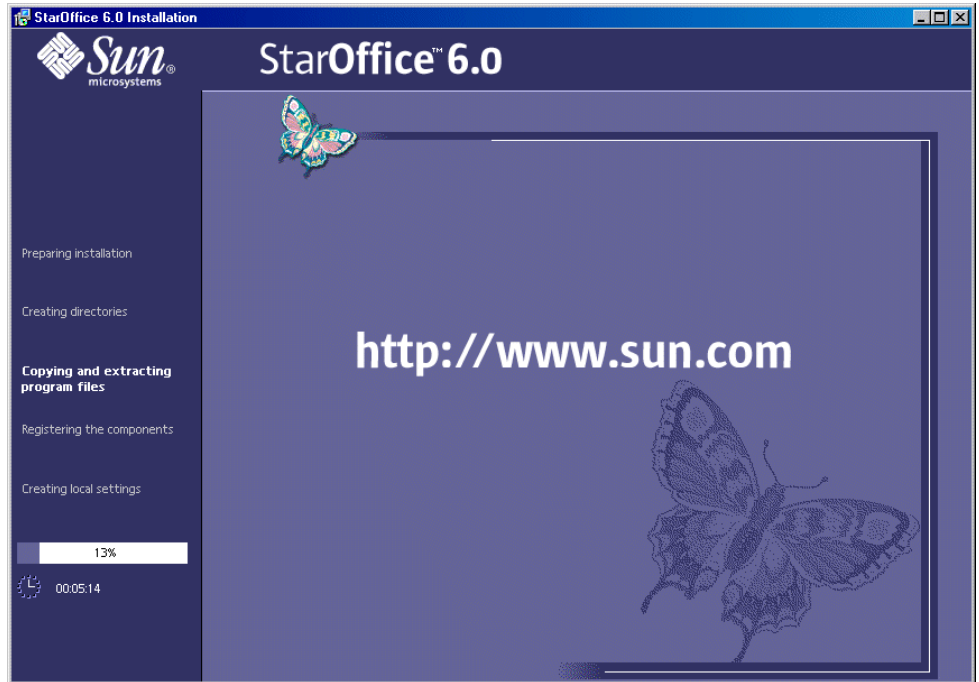 StarOffice 6.0 Installation
Sun®
microsystems
StarOffice™ 6.0
Preparing installation
Creating directories
Copying and extracting
program files
Registering the components
Creating local settings
13%
00:05:14
http://www.sun.com